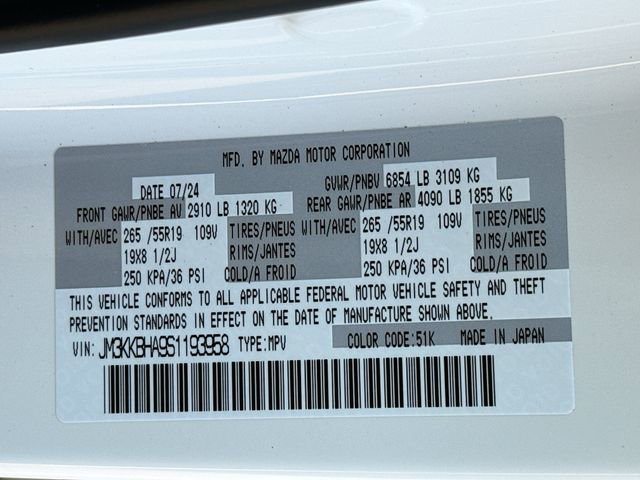 MFD. BY MAZDA MOTOR CORPORATION
DATE 07/24 GVWR/PNBV 6854 LB 3109 KG
FRONT GAWR/PNBE AV 2910 LB 1320 KG REAR GAWR/PNBE AR 4090 LB 1855 KG
WITH/AVEC 265 /55R19 109V TIRES/PNEUS WITH/AVEC 265 /55R19 109V TIRES/PNEUS
19X8 1/2J RIMS/JANTES 19X8 1/2J RIMS/JANTES
250 KPA/36 PSI COLD/A FROID 250 KPA/36 PSI COLD/A FROID
THIS VEHICLE CONFORMS TO ALL APPLICABLE FEDERAL MOTOR VEHICLE SAFETY AND THEFT
PREVENTION STANDARDS IN EFFECT ON THE DATE OF MANUFACTURE SHOWN ABOVE.
VIN: JM3KKBHA9S1193958 TYPE:MPV COLOR CODE:51K MADE IN JAPAN